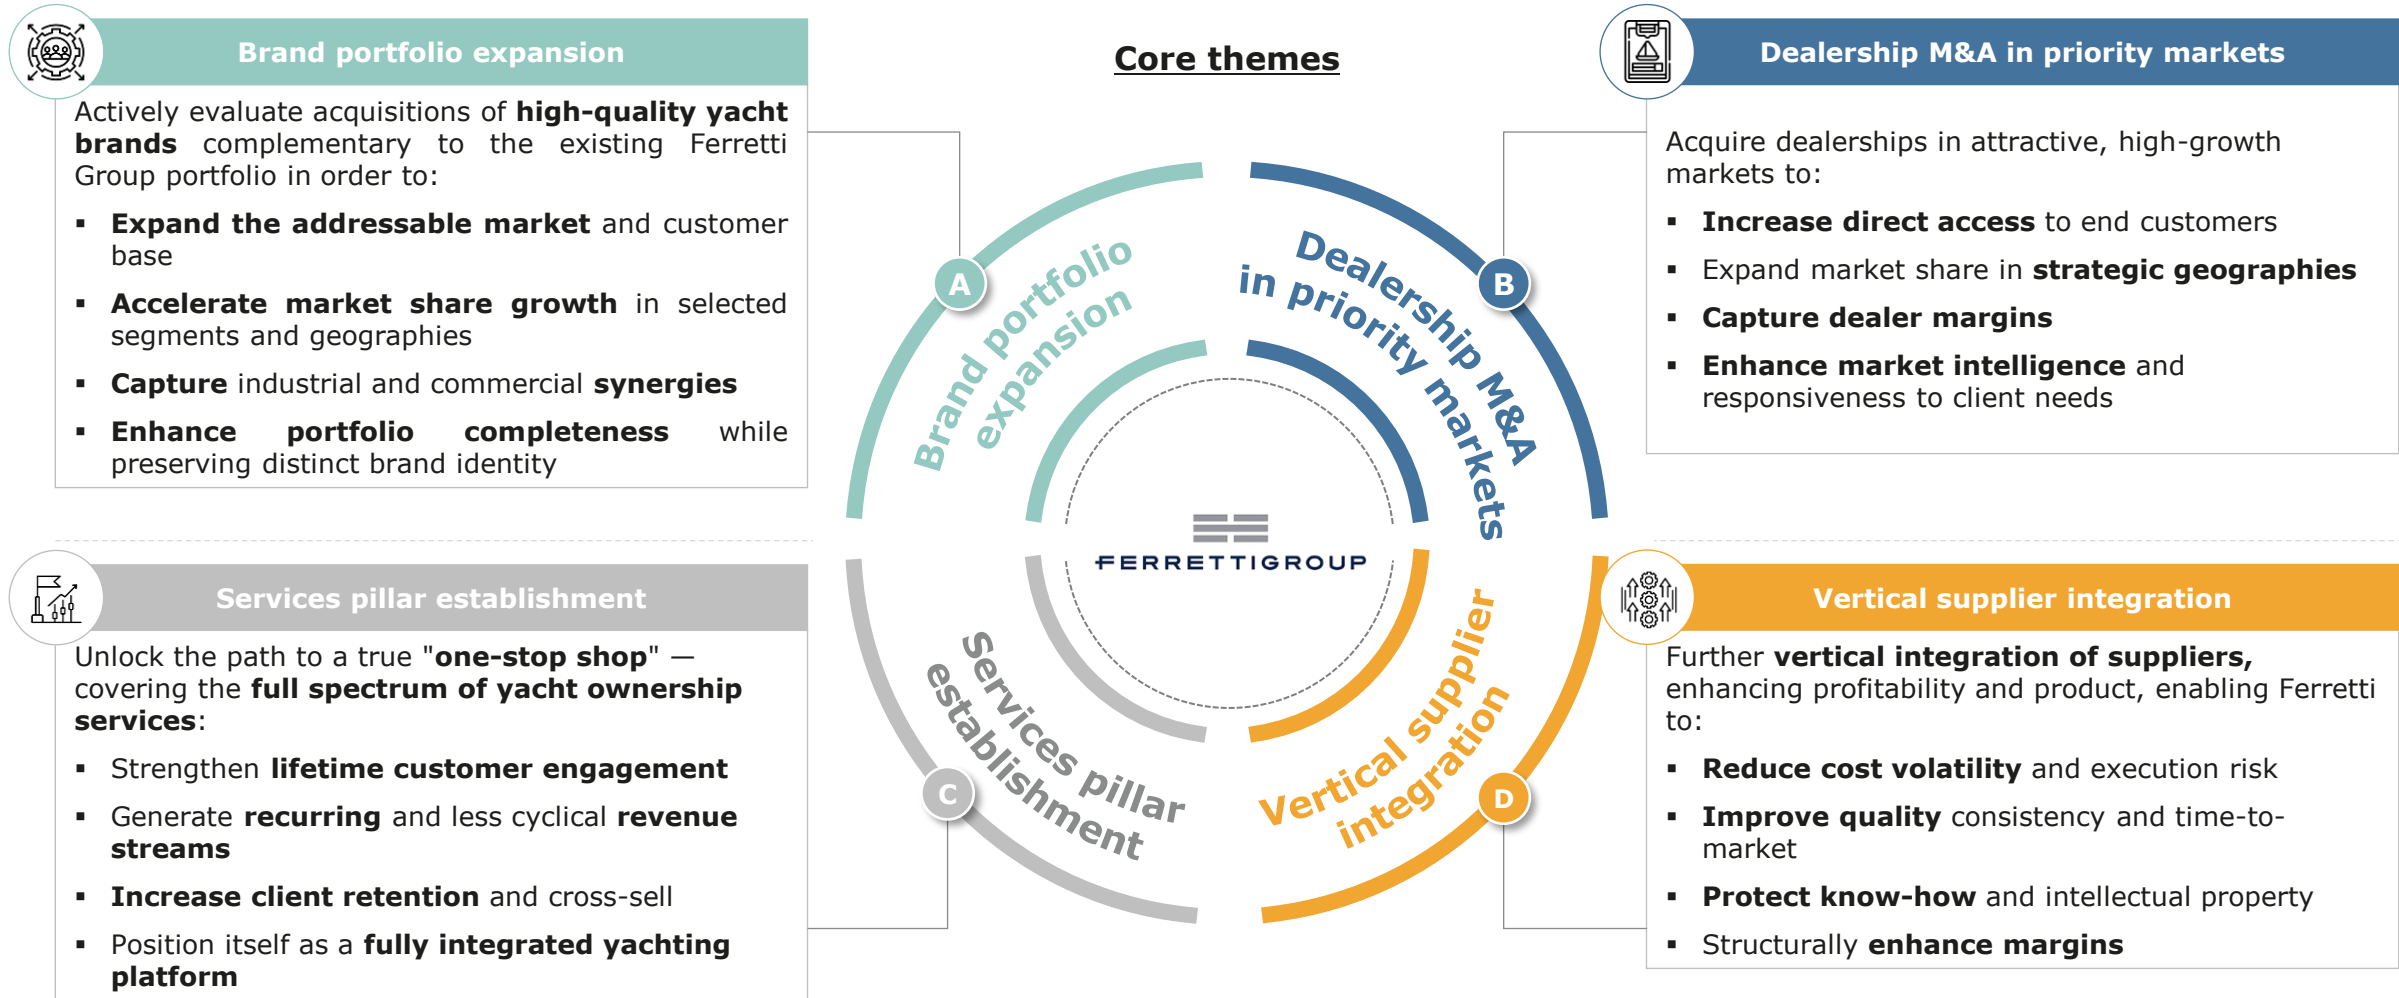 Core themes
Brand portfolio expansion
Actively evaluate acquisitions of high-quality yacht
brands complementary to the existing Ferretti
Group portfolio in order to:
▪ Expand the addressable market and customer
base
▪ Accelerate market share growth in selected
segments and geographies
▪ Capture industrial and commercial synergies
▪ Enhance portfolio completeness while
preserving distinct brand identity
Dealership M&A in priority markets
Acquire dealerships in attractive, high-growth
markets to:
▪ Increase direct access to end customers
▪ Expand market share in strategic geographies
▪ Capture dealer margins
▪ Enhance market intelligence and
responsiveness to client needs
A
Brand portfolio
expansion
B
Dealership M&A
in priority markets
FERRETTIGROUP
C
Services pillar
establishment
D
Vertical supplier
integration
Services pillar establishment
Unlock the path to a true "one-stop shop" —
covering the full spectrum of yacht ownership
services:
▪ Strengthen lifetime customer engagement
▪ Generate recurring and less cyclical revenue
streams
▪ Increase client retention and cross-sell
▪ Position itself as a fully integrated yachting
platform
Vertical supplier integration
Further vertical integration of suppliers,
enhancing profitability and product, enabling Ferretti
to:
▪ Reduce cost volatility and execution risk
▪ Improve quality consistency and time-to-
market
▪ Protect know-how and intellectual property
▪ Structurally enhance margins